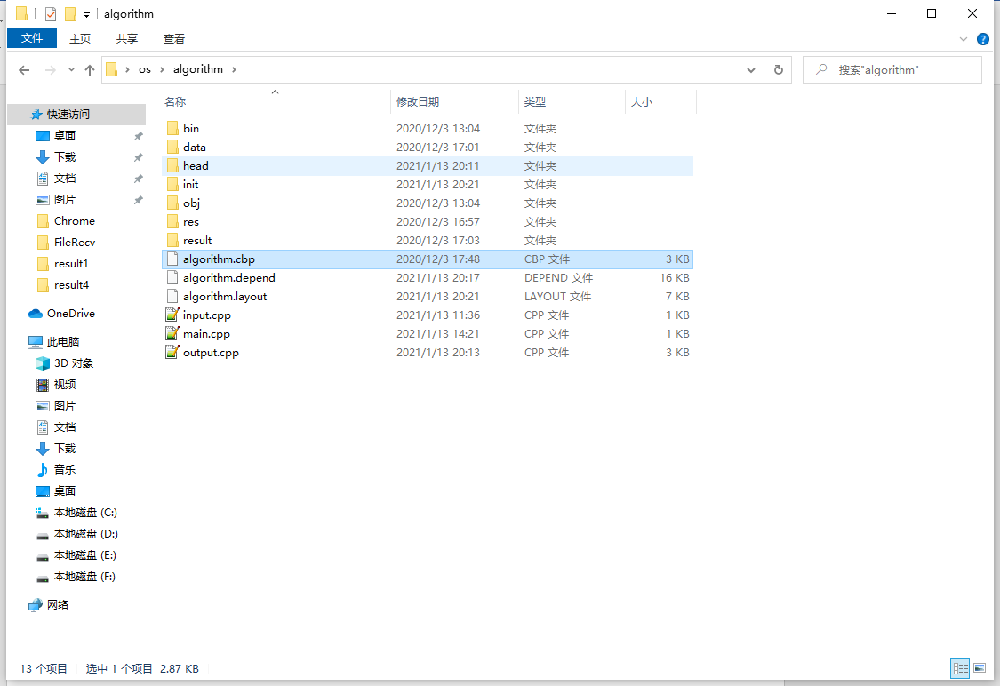 algorithm
文件 主页 共享 查看
os algorithm 搜索"algorithm"
快速访问
桌面
下载
文档
图片
Chrome
FileRecv
result1
result4
OneDrive
此电脑
3D 对象
视频
图片
文档
下载
音乐
桌面
本地磁盘 (C:)
本地磁盘 (D:)
本地磁盘 (E:)
本地磁盘 (F:)
网络
名称 修改日期 类型 大小
bin 2020/12/3 13:04 文件夹
data 2020/12/3 17:01 文件夹
head 2021/1/13 20:11 文件夹
init 2021/1/13 20:21 文件夹
obj 2020/12/3 13:04 文件夹
res 2020/12/3 16:57 文件夹
result 2020/12/3 17:03 文件夹
algorithm.cbp 2020/12/3 17:48 CBP 文件 3 KB
algorithm.depend 2021/1/13 20:17 DEPEND 文件 16 KB
algorithm.layout 2021/1/13 20:21 LAYOUT 文件 7 KB
input.cpp 2021/1/13 11:36 CPP 文件 1 KB
main.cpp 2021/1/13 14:21 CPP 文件 1 KB
output.cpp 2021/1/13 20:13 CPP 文件 3 KB
13 个项目 选中 1 个项目 2.87 KB